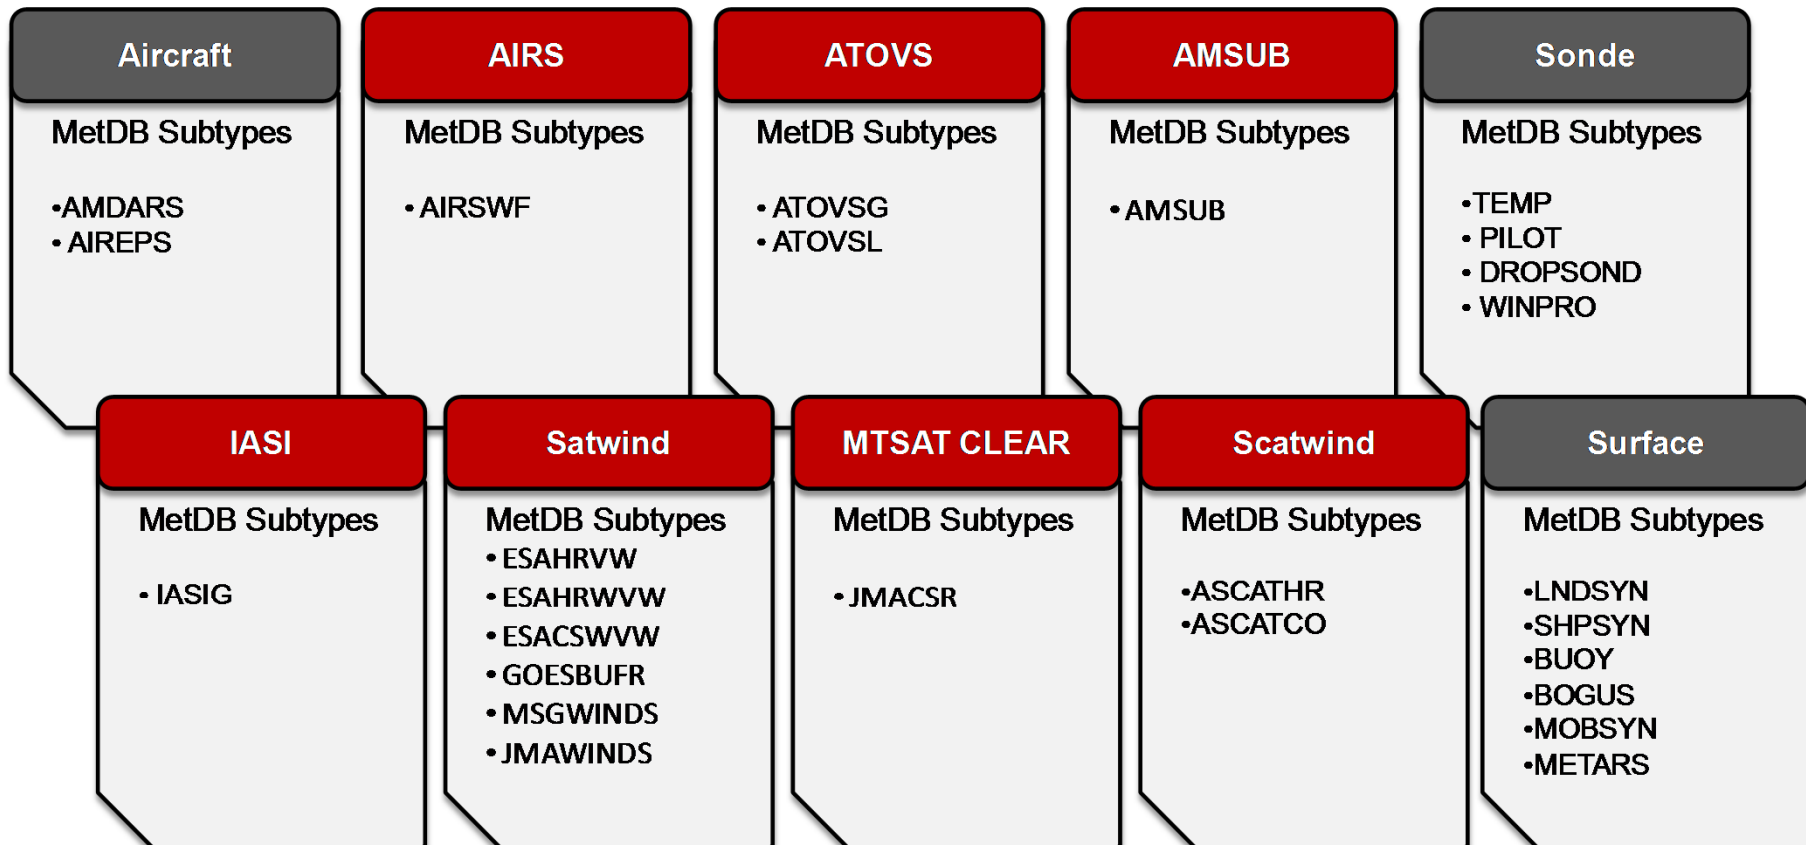 Aircraft
MetDB Subtypes
•AMDARS
• AIREPS
AIRS
MetDB Subtypes
• AIRSWF
ATOVS
MetDB Subtypes
• ATOVSG
• ATOVSL
AMSUB
MetDB Subtypes
• AMSUB
Sonde
MetDB Subtypes
•TEMP
• PILOT
• DROPSOND
• WINPRO
IASI
MetDB Subtypes
• IASIG
Satwind
MetDB Subtypes
• ESAHRVW
• ESAHRWVW
• ESACSWVW
• GOESBUFR
• MSGWINDS
• JMAWINDS
MTSAT CLEAR
MetDB Subtypes
• JMACSR
Scatwind
MetDB Subtypes
•ASCATHR
•ASCATCO
Surface
MetDB Subtypes
•LNDSYN
•SHPSYN
•BUOY
•BOGUS
•MOBSYN
•METARS